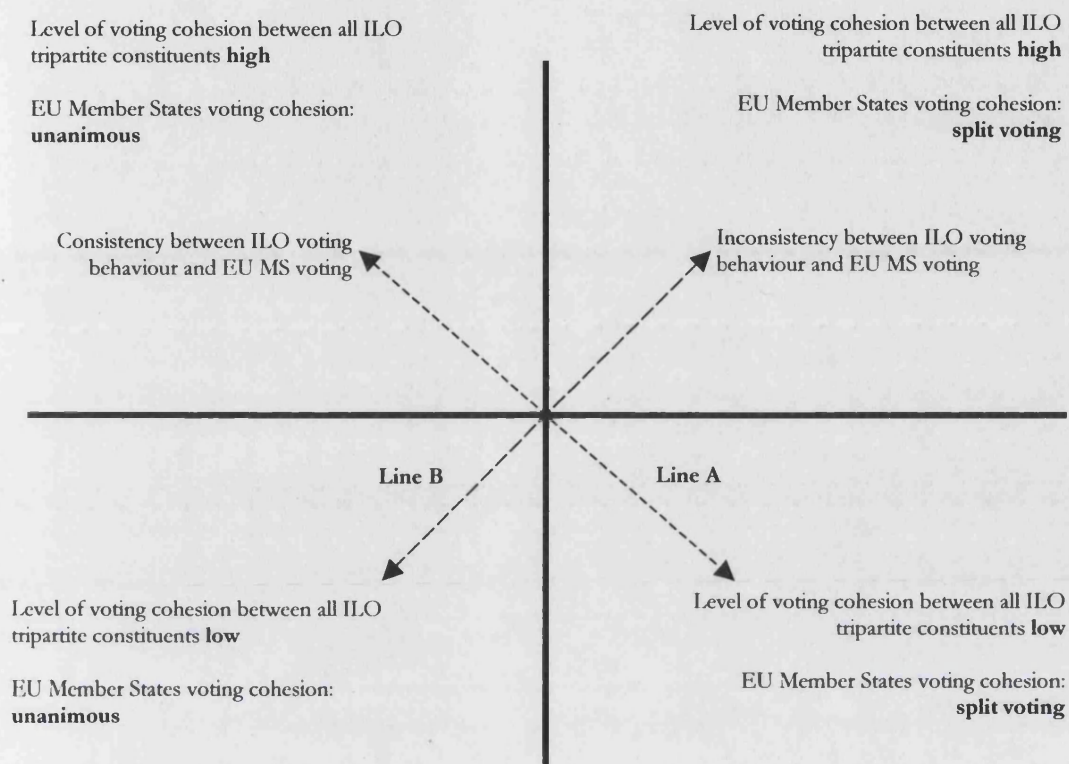 Level of voting cohesion between all ILO
tripartite constituents high
EU Member States voting cohesion:
unanimous
Level of voting cohesion between all ILO
tripartite constituents high
EU Member States voting cohesion:
split voting
Consistency between ILO voting
behaviour and EU MS voting
Inconsistency between ILO voting
behaviour and EU MS voting
Line B
Line A
Level of voting cohesion between all ILO
tripartite constituents low
EU Member States voting cohesion:
unanimous
Level of voting cohesion between all ILO
tripartite constituents low
EU Member States voting cohesion:
split voting